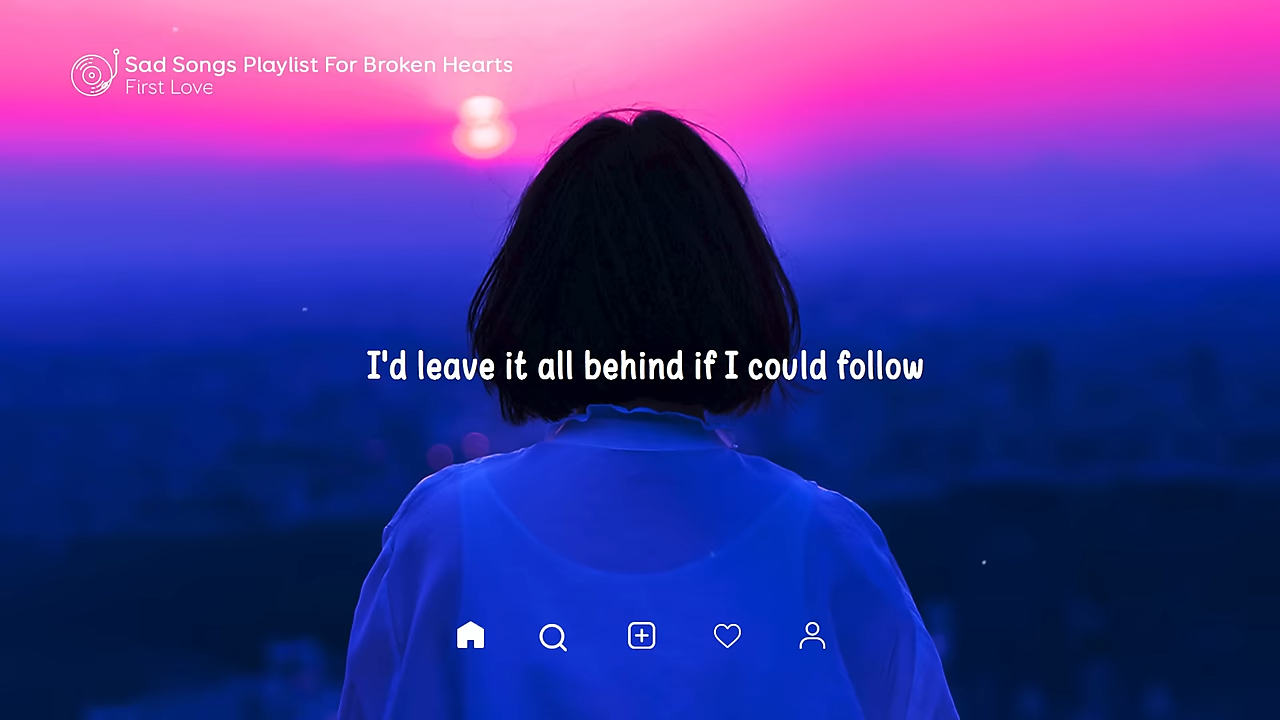 Sad Songs Playlist For Broken Hearts
First Love
I'd leave it all behind if I could follow